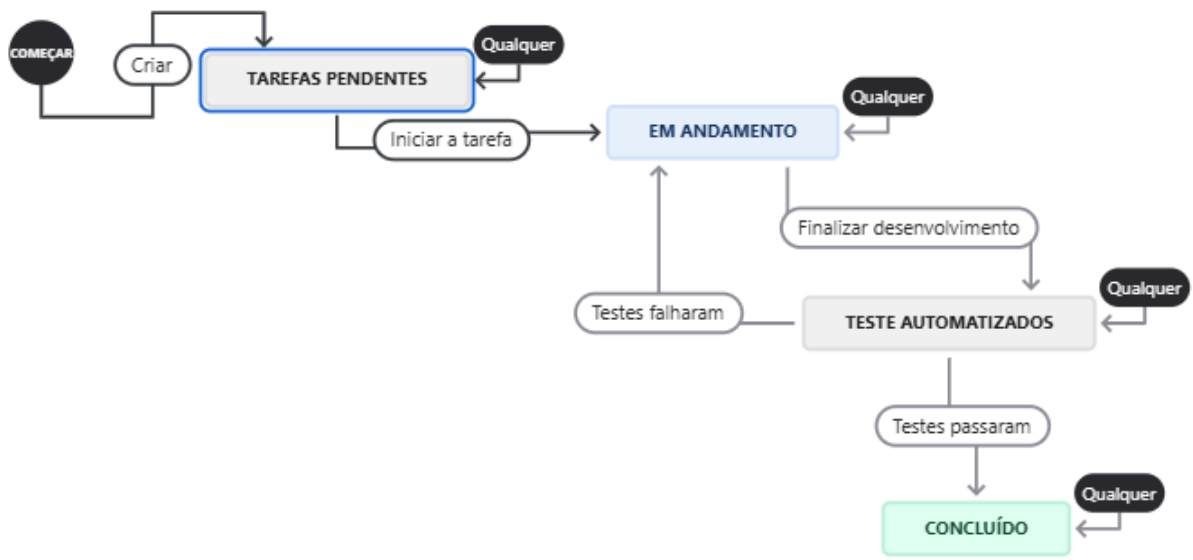 COMEÇAR
Criar
TAREFAS PENDENTES
Qualquer
Iniciar a tarefa
EM ANDAMENTO
Qualquer
Finalizar desenvolvimento
Testes falharam
TESTE AUTOMATIZADOS
Qualquer
Testes passaram
CONCLUÍDO
Qualquer